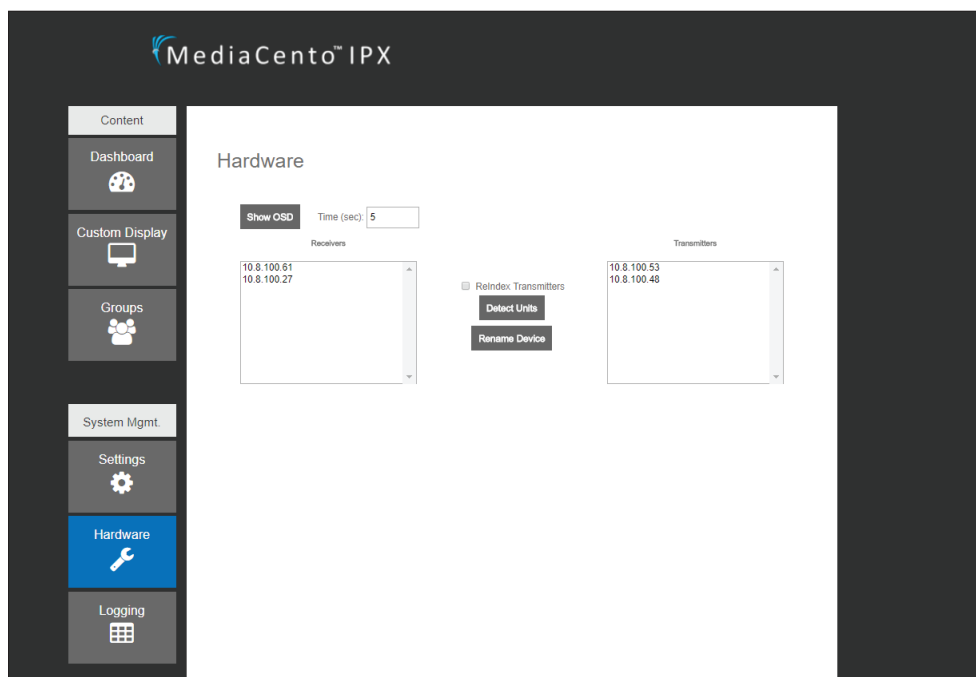 MediaCento™ IPX
Content
Dashboard
Custom Display
Groups
System Mgmt.
Settings
Hardware
Logging
Hardware
Show OSD Time (sec): 5
Receivers
10.8.100.61
10.8.100.27
ReIndex Transmitters
Detect Units
Rename Device
Transmitters
10.8.100.53
10.8.100.48